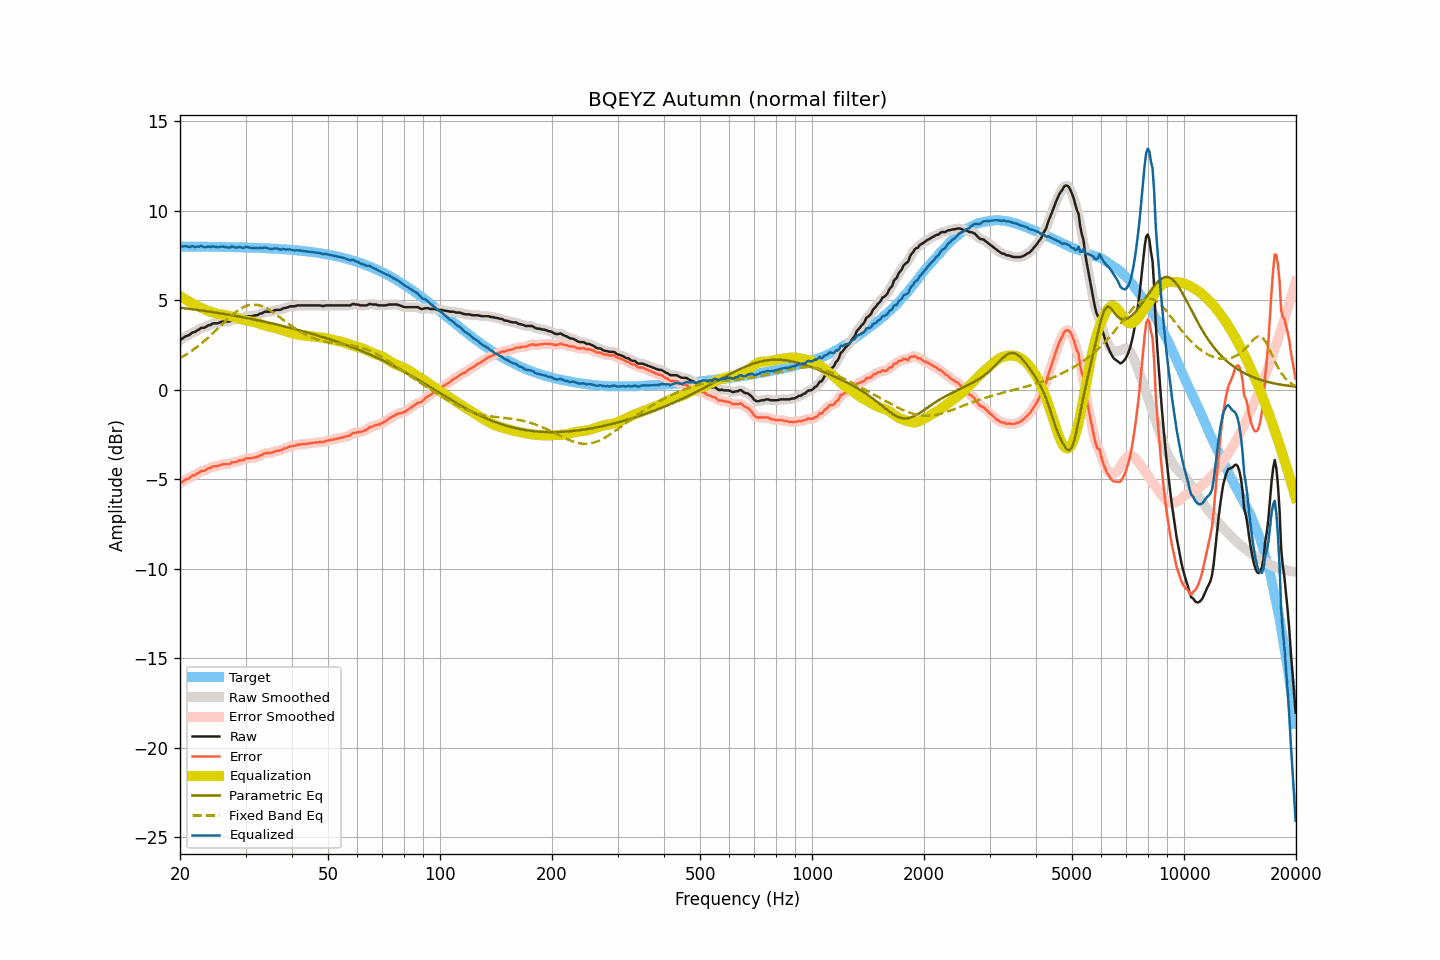 BQEYZ Autumn (normal filter)
15
10
5
0
−5
−10
−15
−20
−25
Amplitude (dBr)
Target
Raw Smoothed
Error Smoothed
Raw
Error
Equalization
Parametric Eq
Fixed Band Eq
Equalized
20 50 100 200 500 1000 2000 5000 10000 20000
Frequency (Hz)